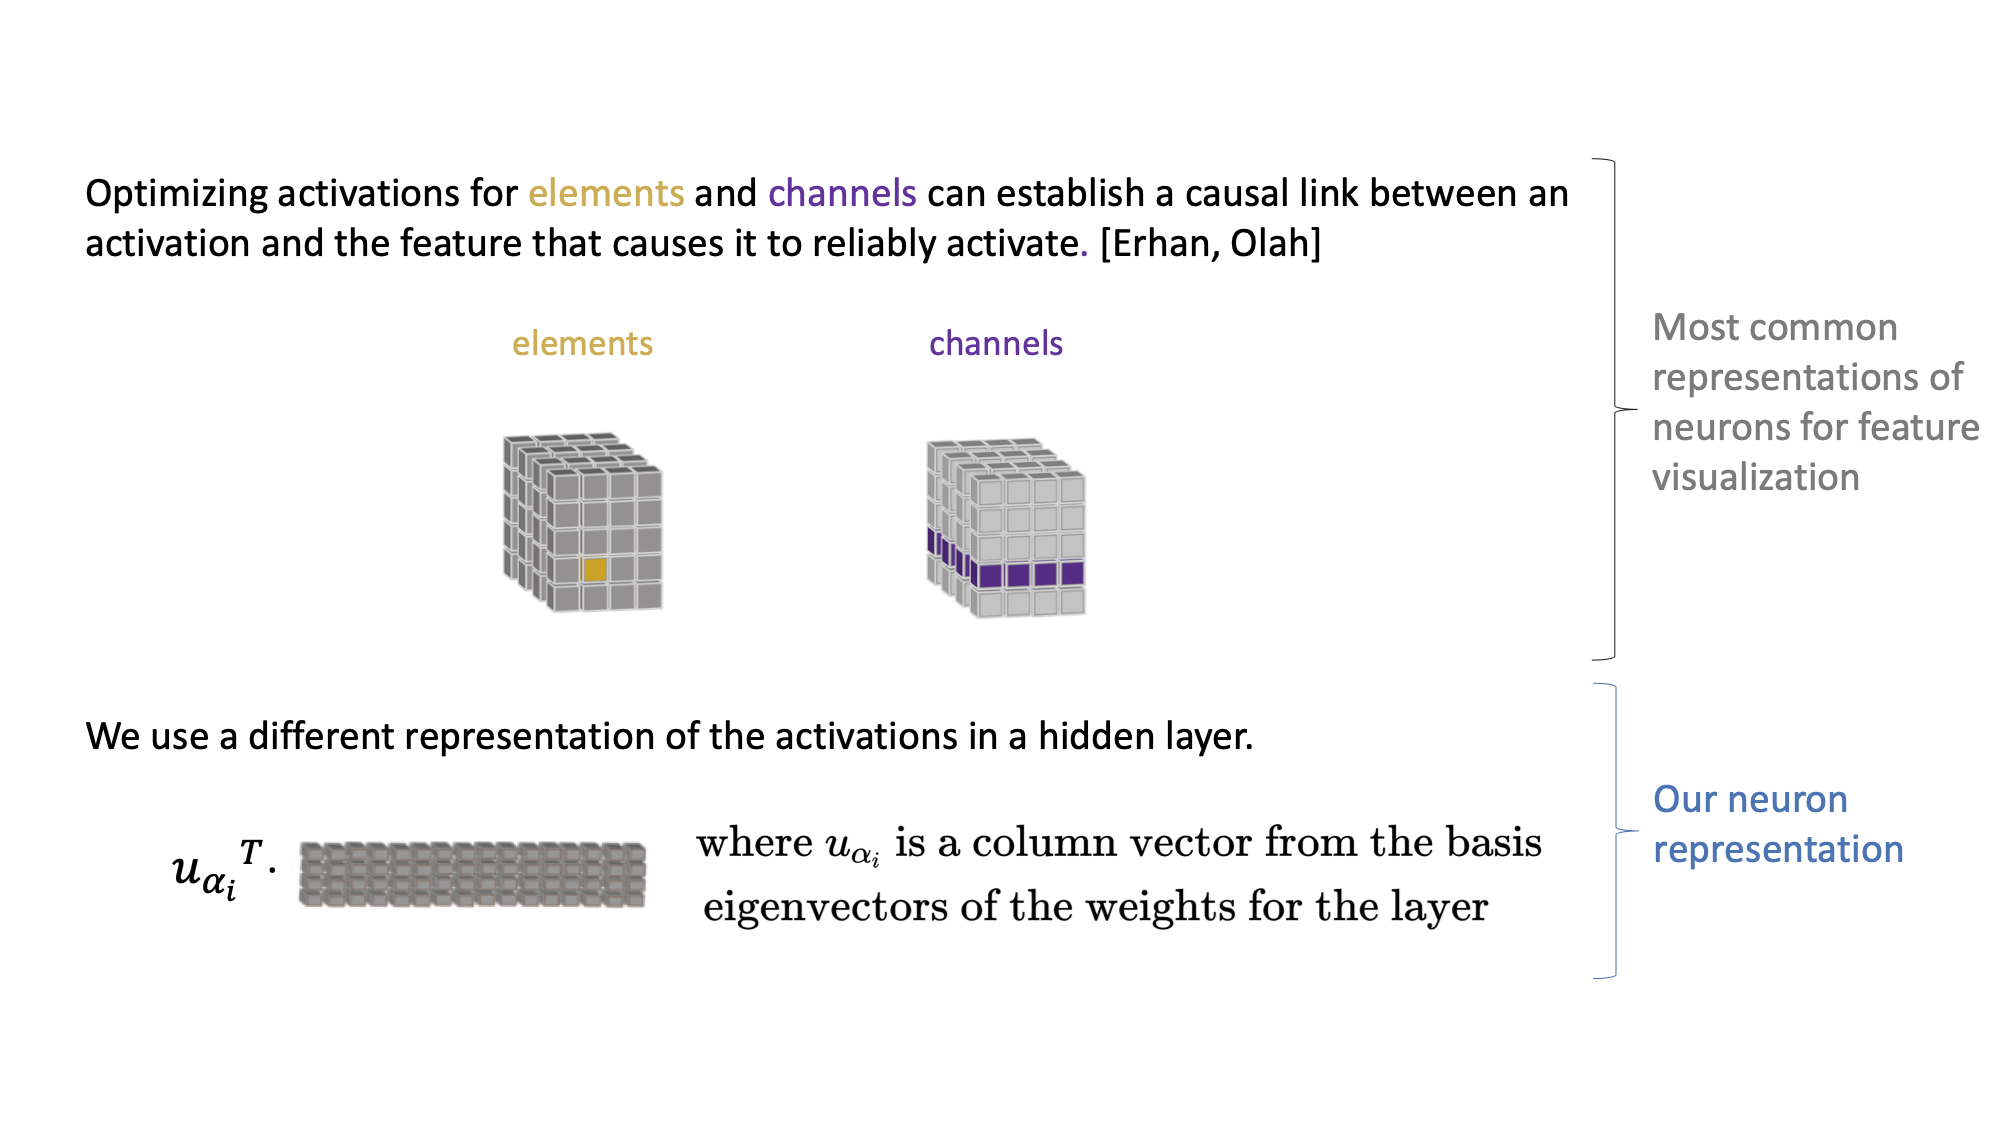 Optimizing activations for elements and channels can establish a causal link between an
activation and the feature that causes it to reliably activate. [Erhan, Olah]
elements
channels
Most common
representations of
neurons for feature
visualization
We use a different representation of the activations in a hidden layer.
u_{α_i}^T ·
where u_{α_i} is a column vector from the basis
eigenvectors of the weights for the layer
Our neuron
representation